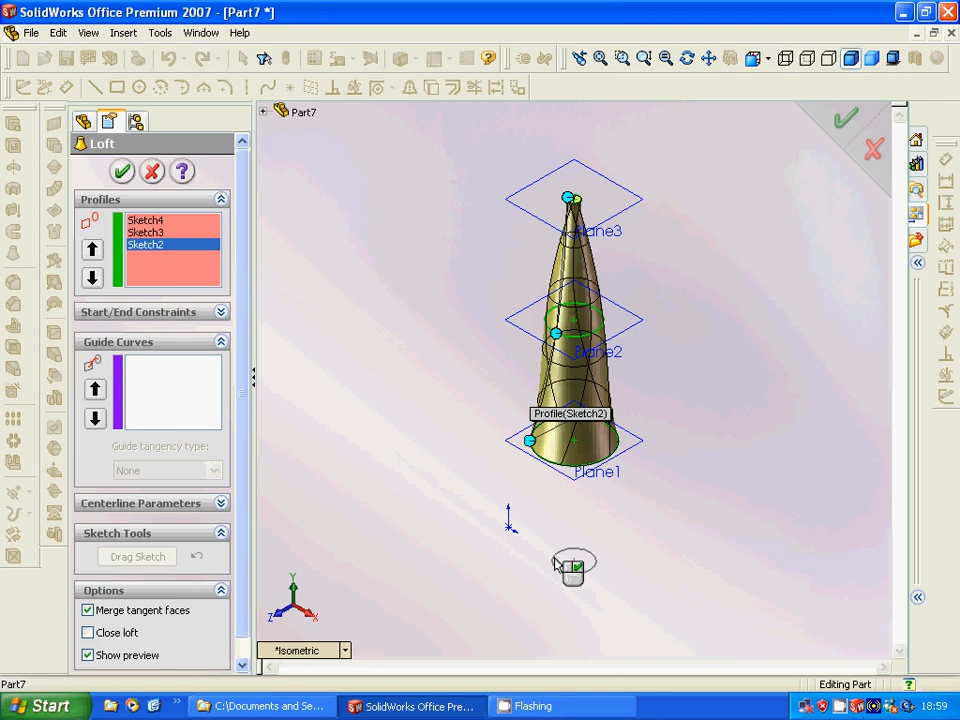 SolidWorks Office Premium 2007 - [Part7 *]
File Edit View Insert Tools Window Help
Part7
Loft
Profiles
Sketch4
Sketch3
Sketch2
Start/End Constraints
Guide Curves
Guide tangency type:
None
Centerline Parameters
Sketch Tools
Drag Sketch
Options
Merge tangent faces
Close loft
Show preview
Plane3
Plane2
Profile(Sketch2)
Plane1
Y
Z
X
*Isometric
Part7
Editing Part
Start
C:\Documents and Se...
SolidWorks Office Pre...
Flashing
18:59